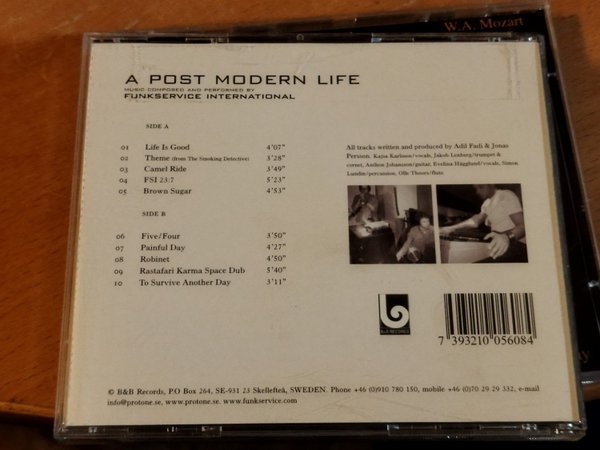 W. A. Mozart
A POST MODERN LIFE
MUSIC COMPOSED AND PERFORMED BY
FUNKSERVICE INTERNATIONAL
SIDE A
01 Life Is Good 4'07"
02 Theme (from The Smoking Detective) 3'28"
03 Camel Ride 3'49"
04 FSI 23:7 5'23"
05 Brown Sugar 4'53"
SIDE B
06 Five/Four 3'50"
07 Painful Day 4'27"
08 Robinet 4'50"
09 Rastafari Karma Space Dub 5'40"
10 To Survive Another Day 3'11"
All tracks written and produced by Adil Fadi & Jonas
Persson. Kajsa Karlsson/vocals, Jakob Lenberg/trumpet &
cornet, Anthon Johansson/guitar, Evelina Hägglund/vocals, Simon
Lundin/percussion, Olle Thoors/flute.
B&B RECORDS
7 393210 056084
© B&B Records, P.O Box 264, SE-931 23 Skellefteå, SWEDEN. Phone +46 (0)910 780 150, mobile +46 (0)70 29 29 332, e-mail
info@protone.se, www.protone.se. www.funkservice.com